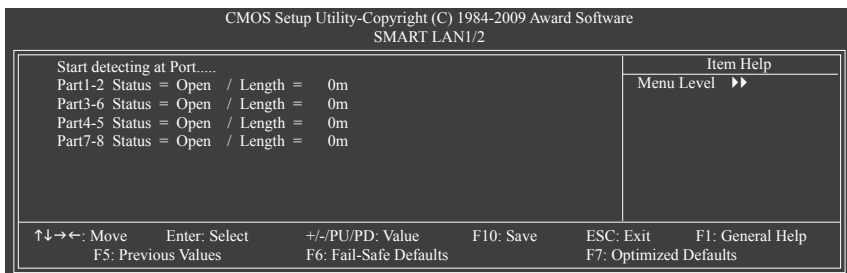 CMOS Setup Utility-Copyright (C) 1984-2009 Award Software
SMART LAN1/2
Start detecting at Port.....
Part1-2 Status = Open / Length = 0m
Part3-6 Status = Open / Length = 0m
Part4-5 Status = Open / Length = 0m
Part7-8 Status = Open / Length = 0m
Item Help
Menu Level ▶▶
↑↓→←: Move Enter: Select +/-/PU/PD: Value F10: Save ESC: Exit F1: General Help
F5: Previous Values F6: Fail-Safe Defaults F7: Optimized Defaults